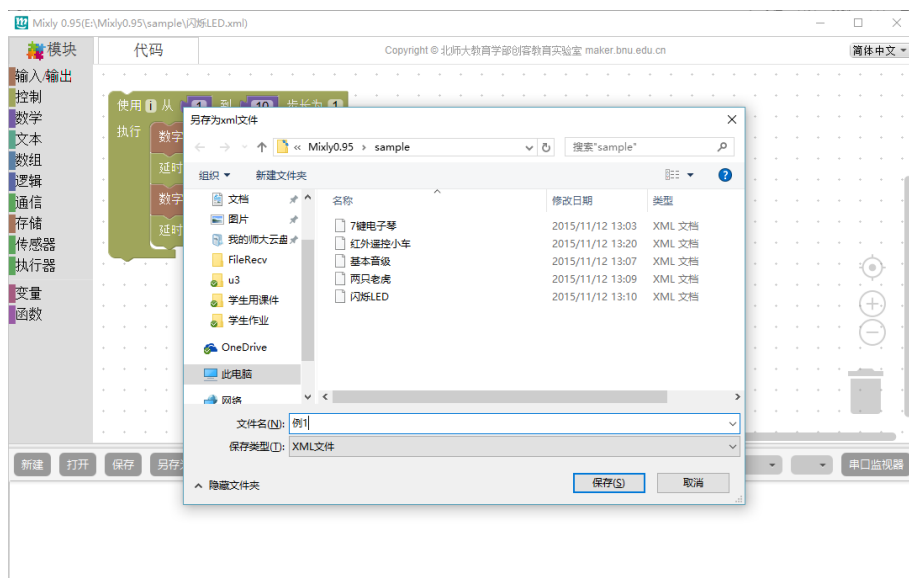 Mixly 0.95(E:\Mixly0.95\sample\闪烁LED.xml)
模块 代码 Copyright © 北师大教育学部创客教育实验室 maker.bnu.edu.cn 简体中文
输入/输出
控制
数学
文本
数组
逻辑
通信
存储
传感器
执行器
变量
函数
使用 i 从 1 到 10 步长为 1
执行 数字
延时
数字
延时
另存为xml文件
« Mixly0.95 › sample 搜索"sample"
组织 新建文件夹
文档
图片
我的师大云盘
FileRecv
u3
学生用课件
学生作业
OneDrive
此电脑
网络
名称 修改日期 类型
7键电子琴 2015/11/12 13:03 XML 文档
红外遥控小车 2015/11/12 13:20 XML 文档
基本音级 2015/11/12 13:07 XML 文档
两只老虎 2015/11/12 13:09 XML 文档
闪烁LED 2015/11/12 13:10 XML 文档
文件名(N): 例1
保存类型(T): XML文件
隐藏文件夹 保存(S) 取消
新建 打开 保存 另存 串口监视器